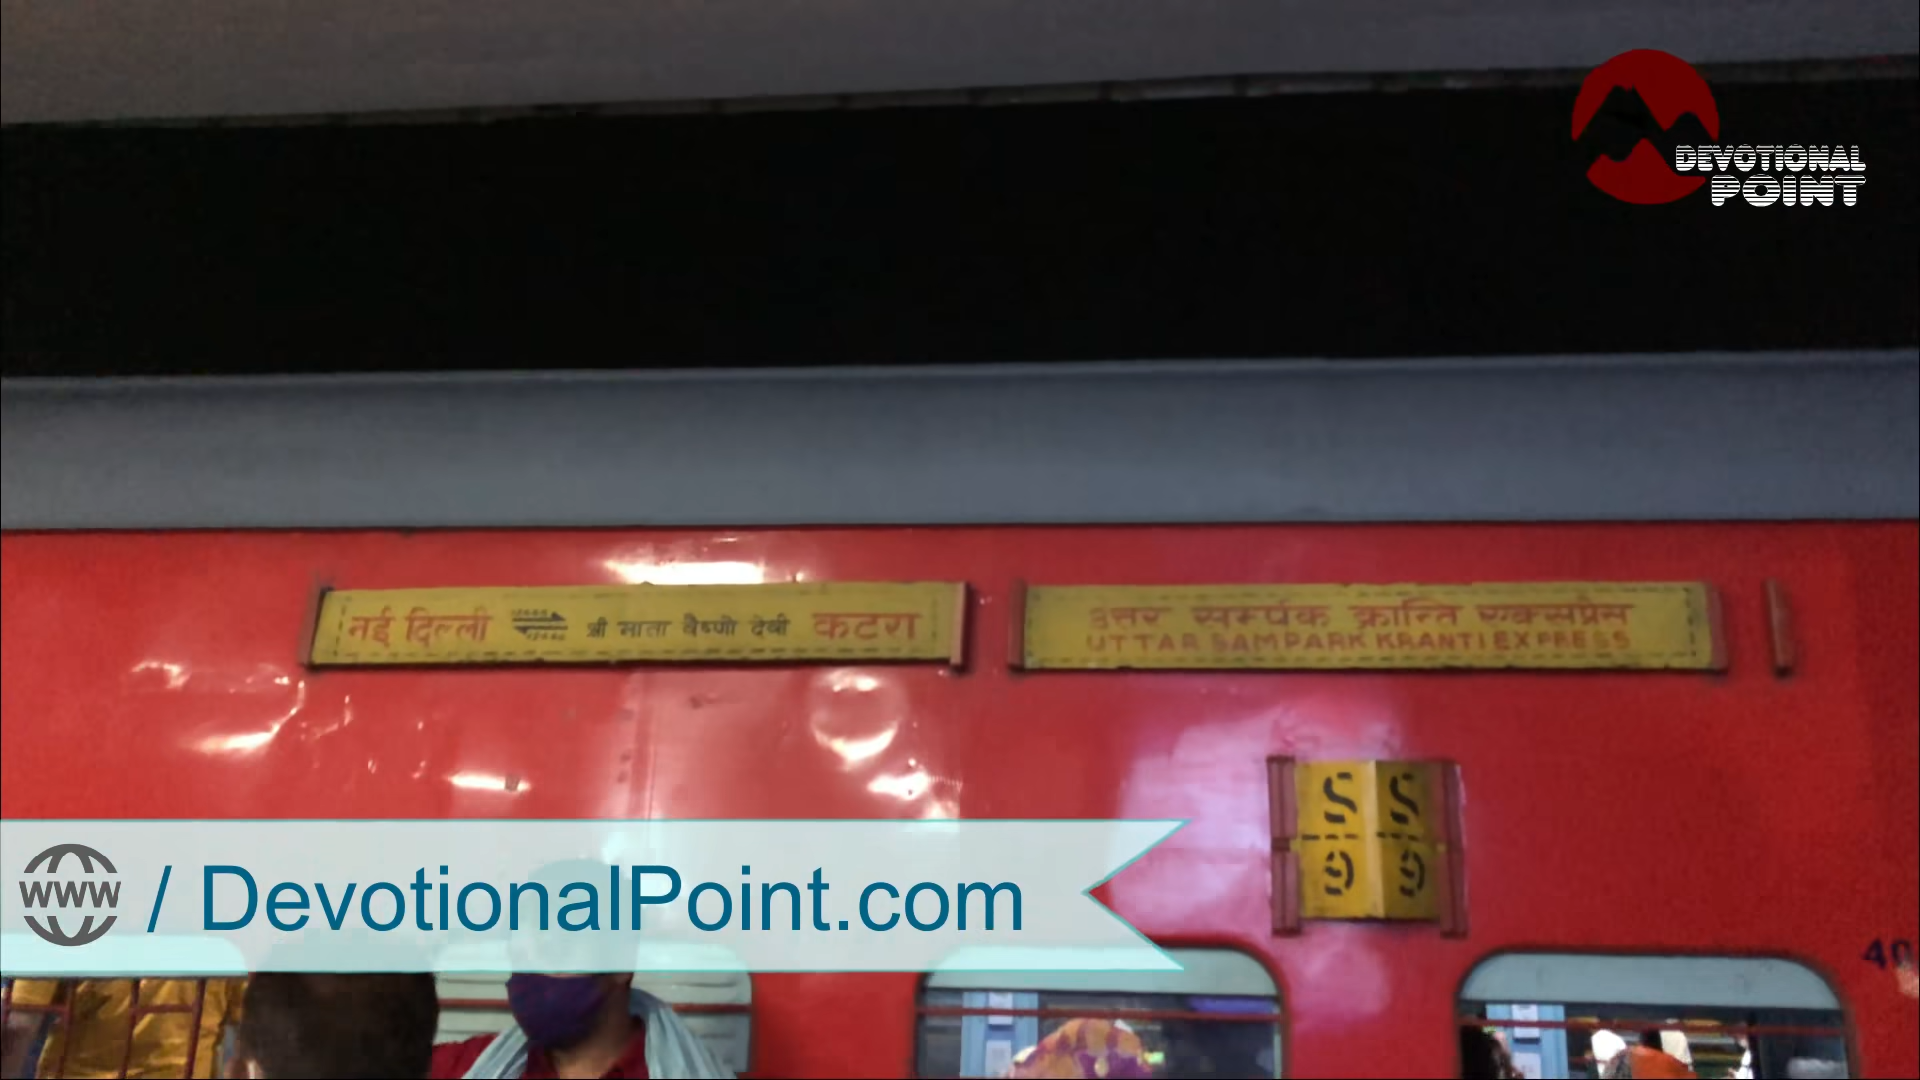 DEVOTIONAL
POINT
नई दिल्ली श्री माता वैष्णो देवी कटरा
उत्तर सम्पर्क क्रान्ति एक्सप्रैस
UTTAR SAMPARK KRANTI EXPRESS
S S
9 9
www / DevotionalPoint.com
40